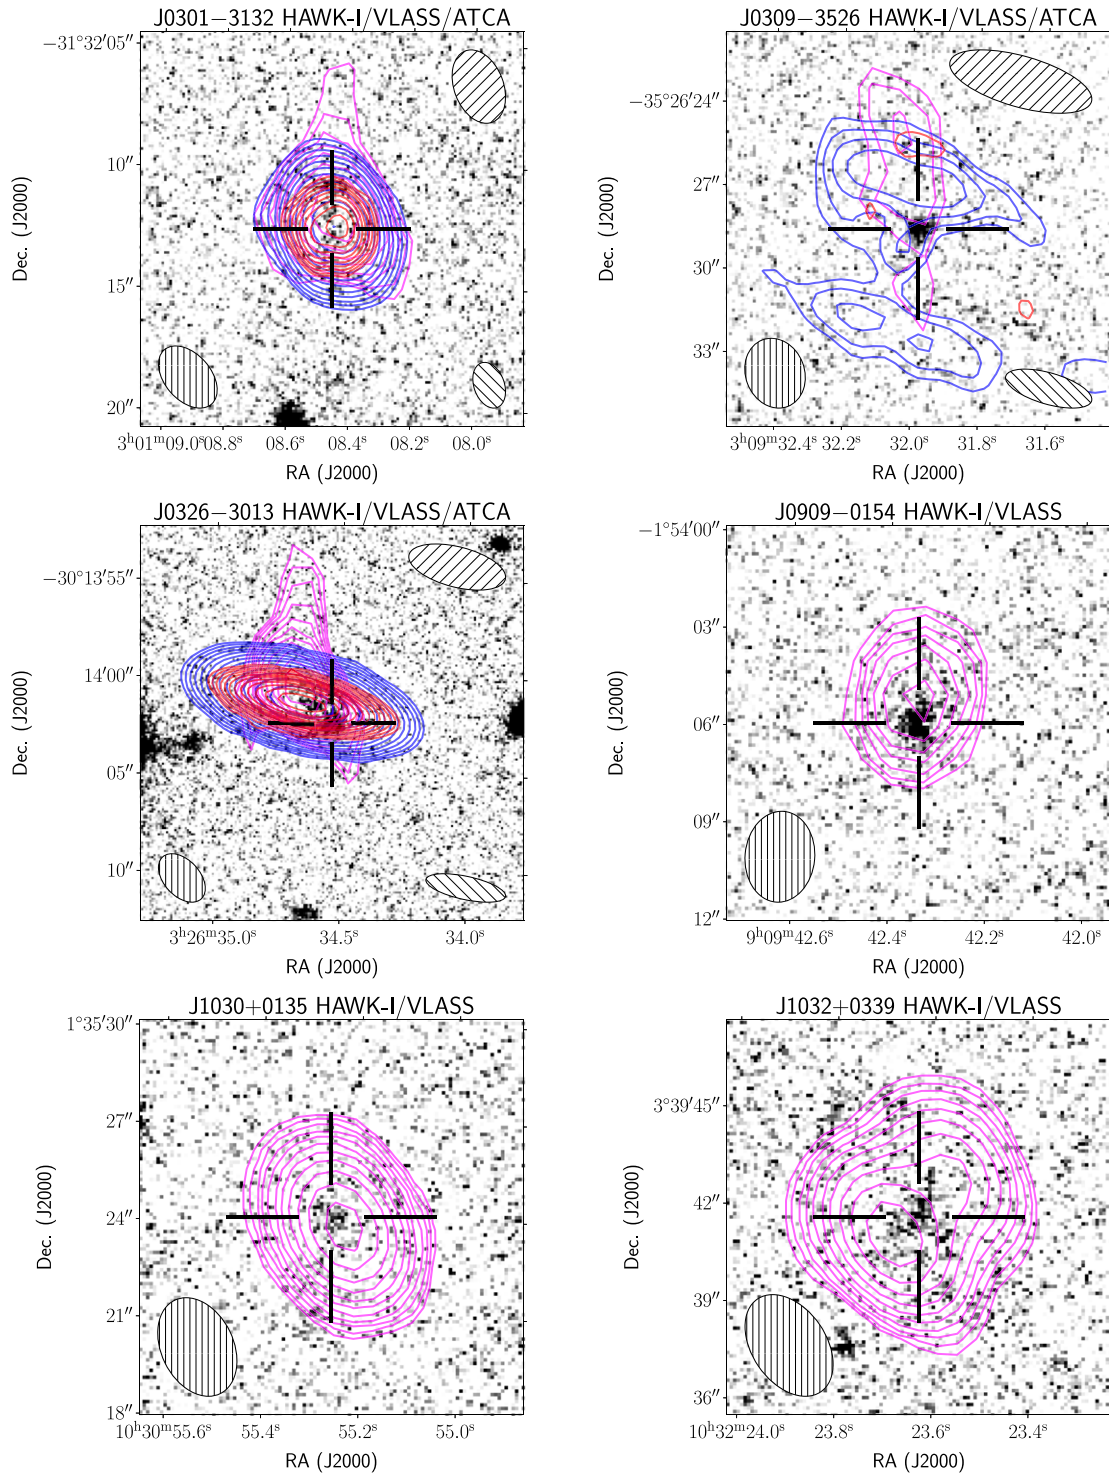 J0301−3132 HAWK-I/VLASS/ATCA
−31°32′05″
10″
15″
20″
3ʰ01ᵐ09.0ˢ 08.8ˢ 08.6ˢ 08.4ˢ 08.2ˢ 08.0ˢ
RA (J2000)
Dec. (J2000)
J0309−3526 HAWK-I/VLASS/ATCA
−35°26′24″
27″
30″
33″
3ʰ09ᵐ32.4ˢ 32.2ˢ 32.0ˢ 31.8ˢ 31.6ˢ
RA (J2000)
Dec. (J2000)
J0326−3013 HAWK-I/VLASS/ATCA
−30°13′55″
14′00″
05″
10″
3ʰ26ᵐ35.0ˢ 34.5ˢ 34.0ˢ
RA (J2000)
Dec. (J2000)
J0909−0154 HAWK-I/VLASS
−1°54′00″
03″
06″
09″
12″
9ʰ09ᵐ42.6ˢ 42.4ˢ 42.2ˢ 42.0ˢ
RA (J2000)
Dec. (J2000)
J1030+0135 HAWK-I/VLASS
1°35′30″
27″
24″
21″
18″
10ʰ30ᵐ55.6ˢ 55.4ˢ 55.2ˢ 55.0ˢ
RA (J2000)
Dec. (J2000)
J1032+0339 HAWK-I/VLASS
3°39′45″
42″
39″
36″
10ʰ32ᵐ24.0ˢ 23.8ˢ 23.6ˢ 23.4ˢ
RA (J2000)
Dec. (J2000)